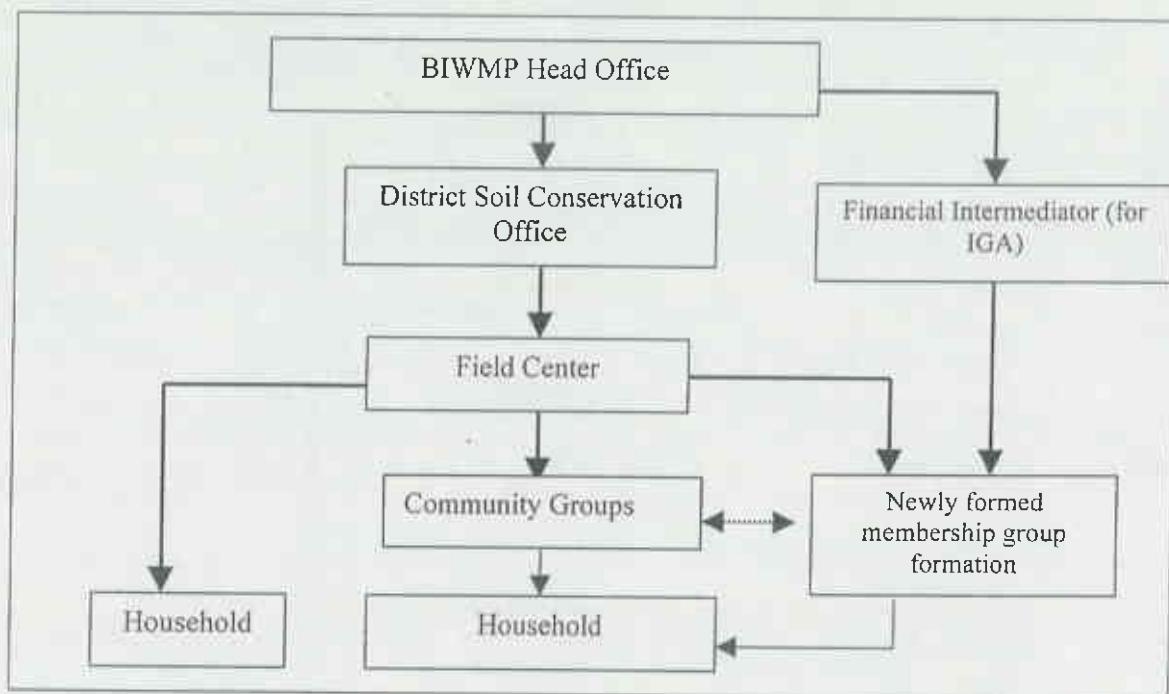 BIWMP Head Office
District Soil Conservation
Office
Financial Intermediator (for
IGA)
Field Center
Community Groups
Newly formed
membership group
formation
Household
Household